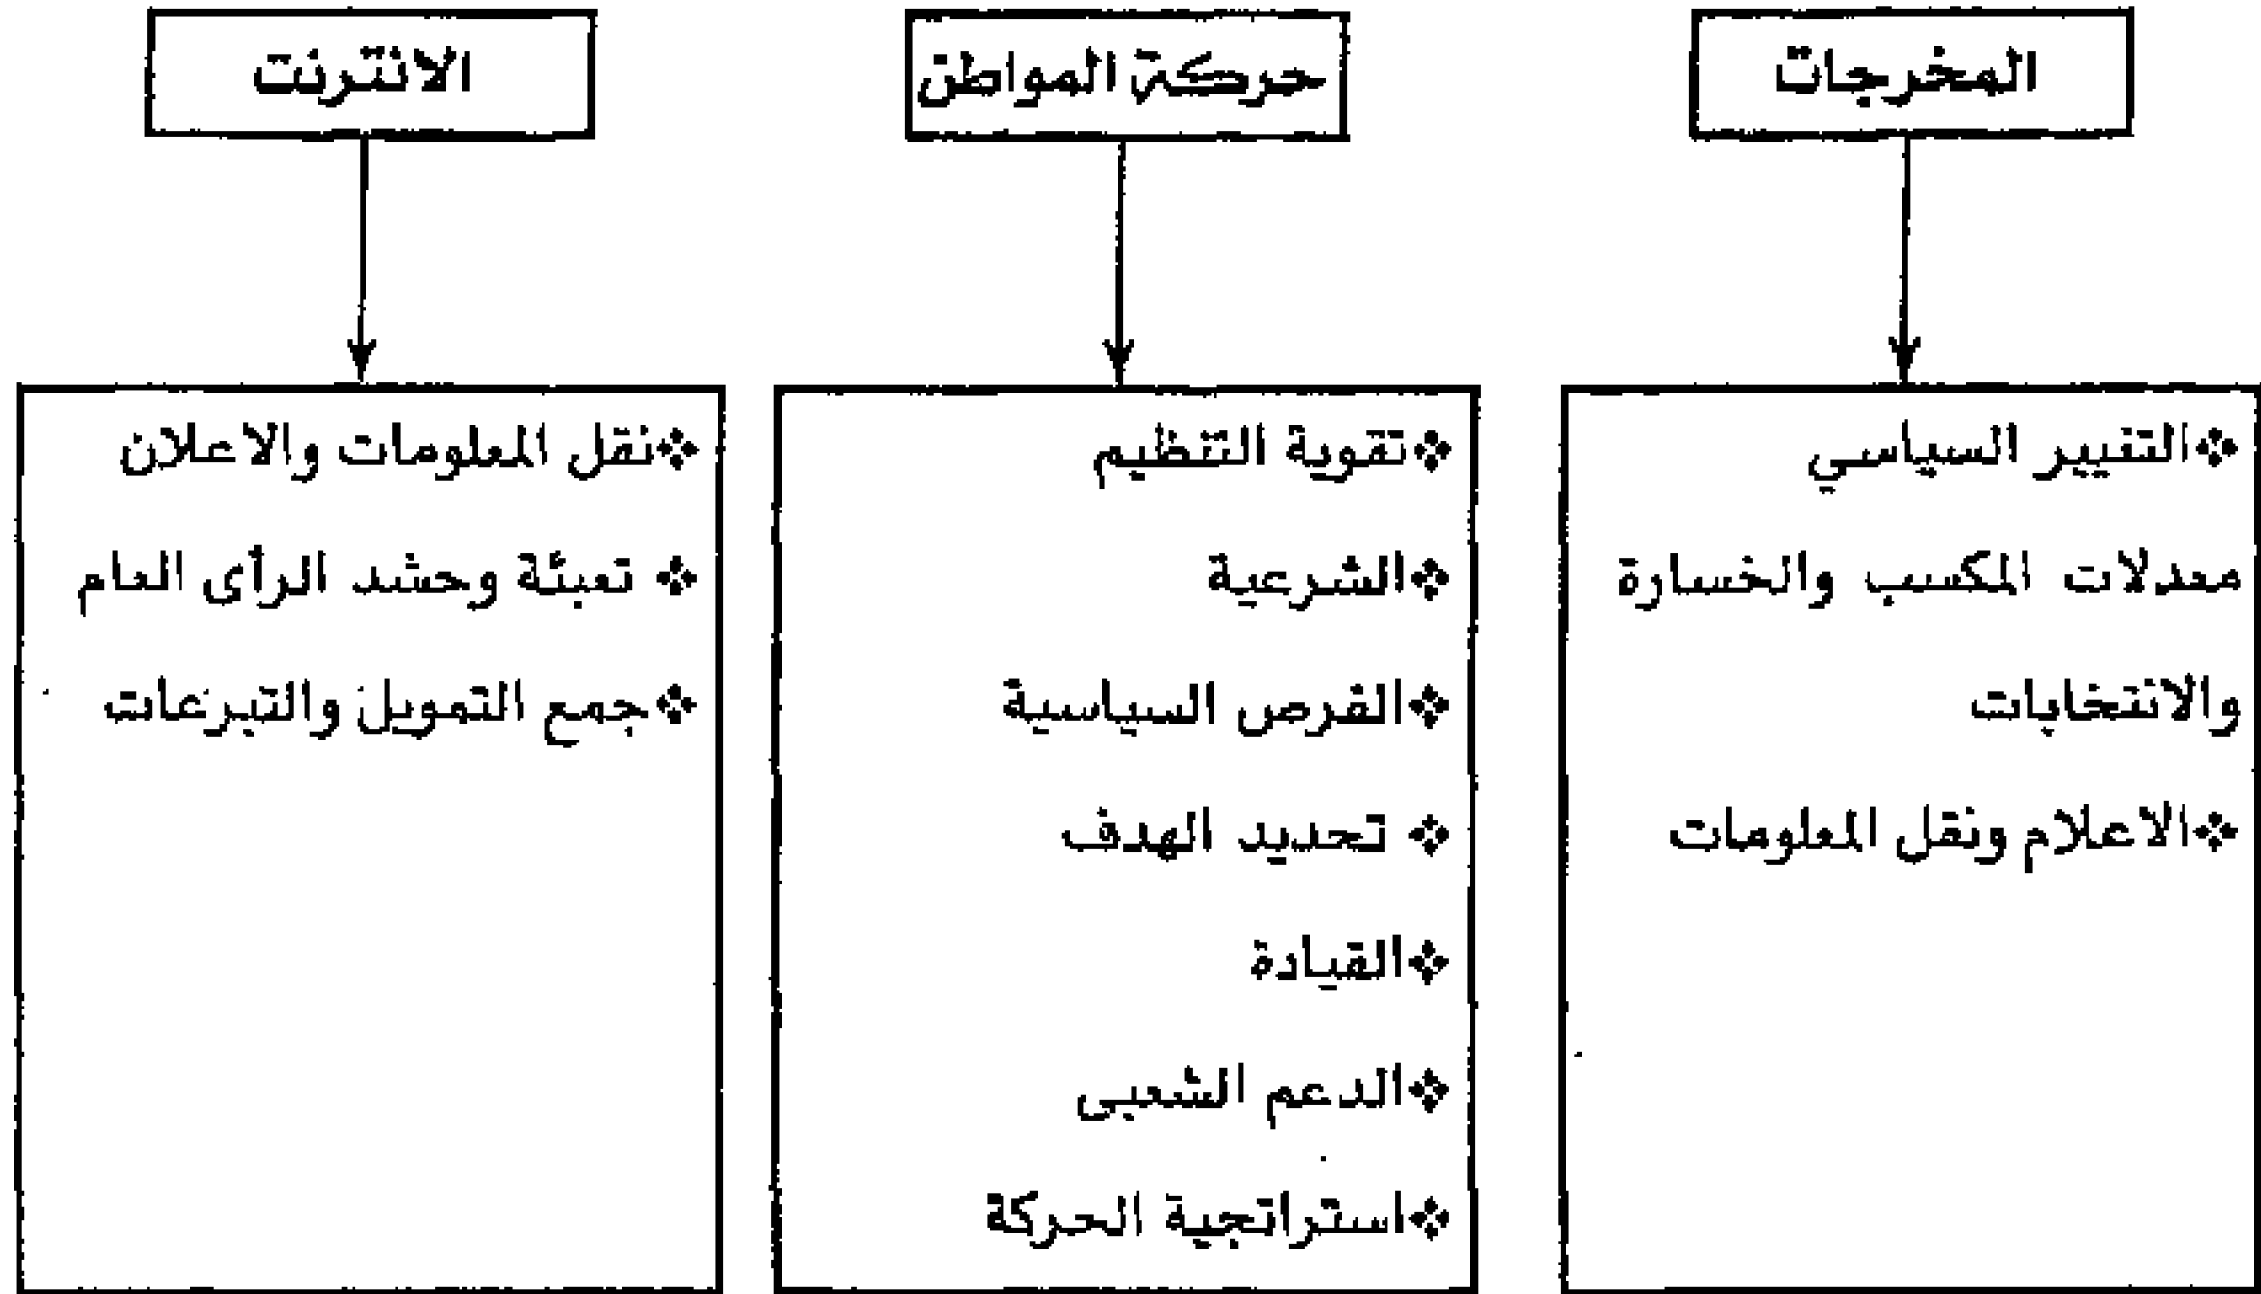 المخرجات
❖التغيير السياسي
معدلات المكسب والخسارة
والانتخابات
❖الاعلام ونقل المعلومات
حركة المواطن
❖تقوية التنظيم
❖الشرعية
❖الفرص السياسية
❖ تحديد الهدف
❖القيادة
❖الدعم الشعبى
❖استراتجية الحركة
الانترنت
❖نقل المعلومات والاعلان
❖ تعبئة وحشد الرأى العام
❖جمع التمويل والتبرعات